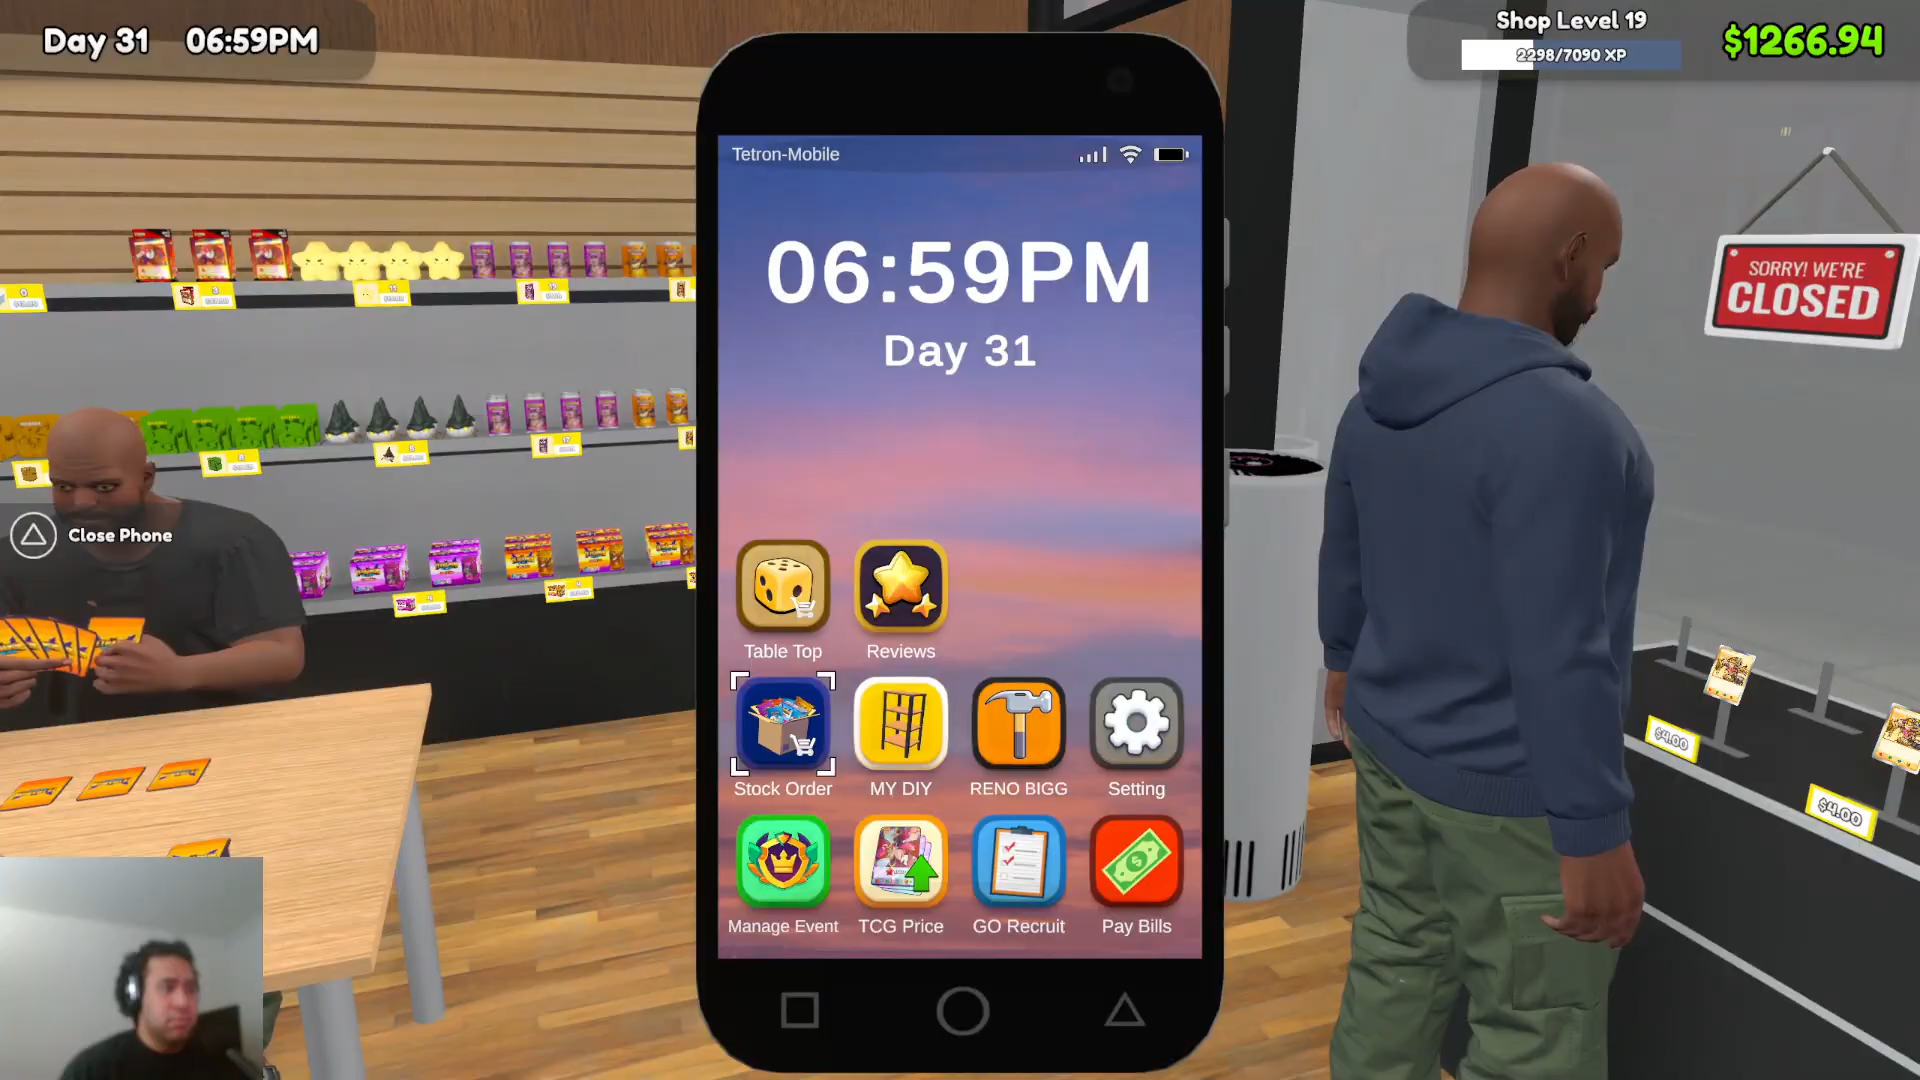 Day 31 06:59PM
Shop Level 19
2298/7090 XP
$1266.94
Tetron-Mobile
06:59PM
Day 31
SORRY! WE'RE
CLOSED
Close Phone
Table Top
Reviews
Stock Order
MY DIY
RENO BIGG
Setting
Manage Event
TCG Price
GO Recruit
Pay Bills
$4.00
$4.00